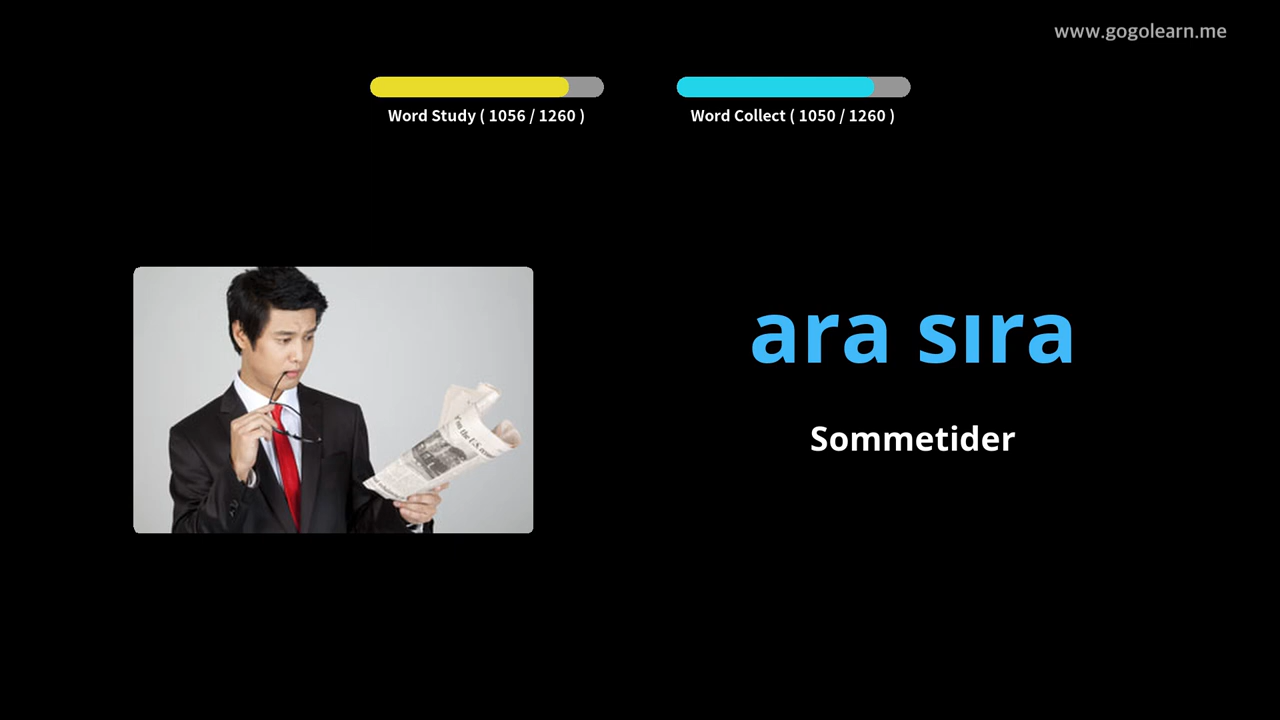 www.gogolearn.me
Word Study ( 1056 / 1260 )
Word Collect ( 1050 / 1260 )
ara sıra
Sommetider